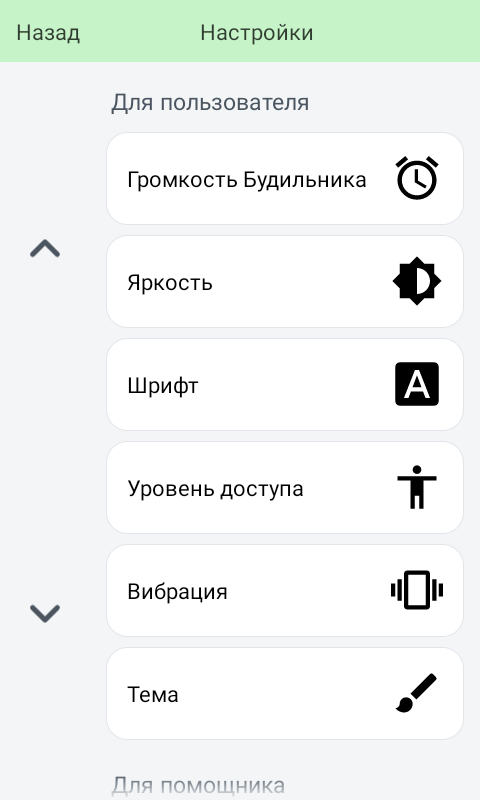 Назад
Настройки
Для пользователя
Громкость Будильника
Яркость
Шрифт
A
Уровень доступа
Вибрация
Тема
Для помощника